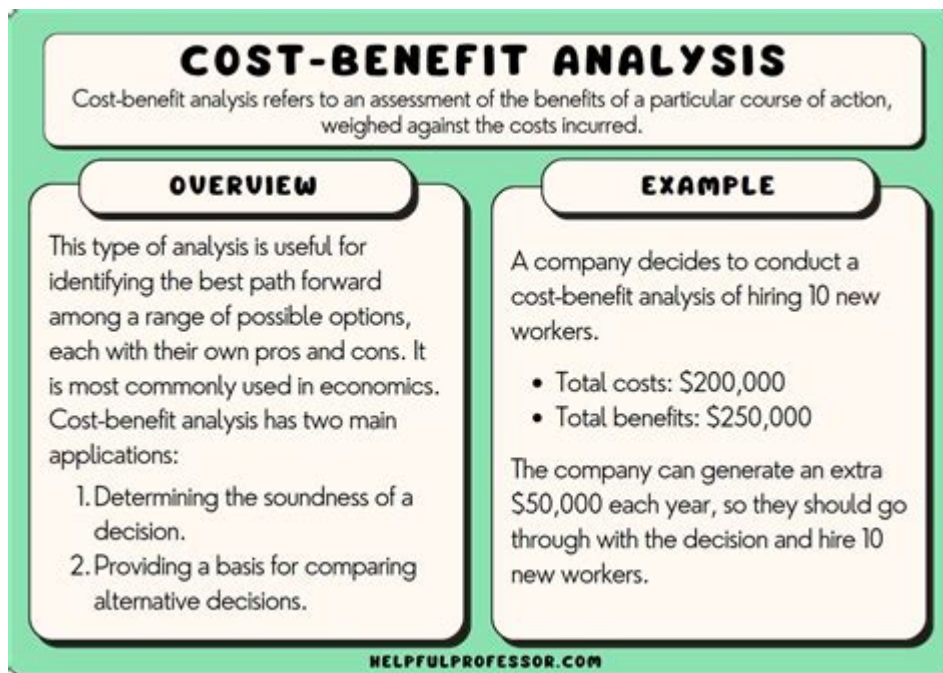 COST-BENEFIT ANALYSIS
Cost-benefit analysis refers to an assessment of the benefits of a particular course of action,
weighed against the costs incurred.
OVERVIEW
This type of analysis is useful for
identifying the best path forward
among a range of possible options,
each with their own pros and cons. It
is most commonly used in economics.
Cost-benefit analysis has two main
applications:
1. Determining the soundness of a
decision.
2. Providing a basis for comparing
alternative decisions.
EXAMPLE
A company decides to conduct a
cost-benefit analysis of hiring 10 new
workers.
• Total costs: $200,000
• Total benefits: $250,000
The company can generate an extra
$50,000 each year, so they should go
through with the decision and hire 10
new workers.
HELPFULPROFESSOR.COM